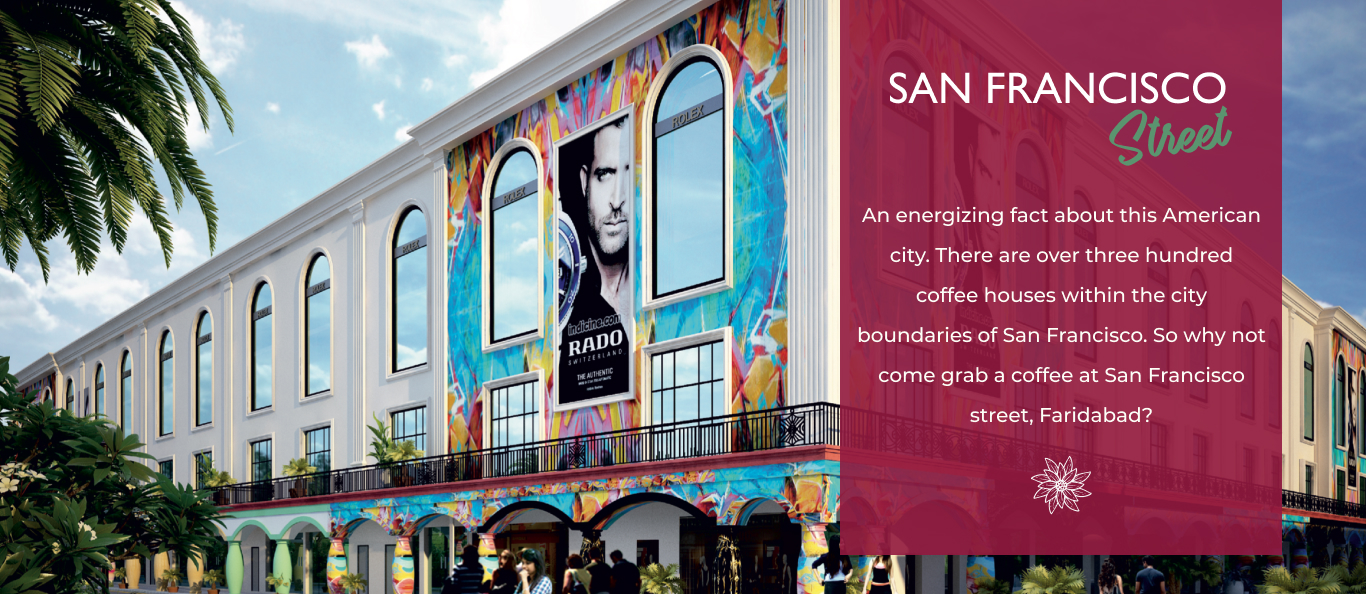 ROLEX
ROLEX
indicine.com
RADO
SWITZERLAND
THE AUTHENTIC
SAN FRANCISCO
Street
An energizing fact about this American
city. There are over three hundred
coffee houses within the city
boundaries of San Francisco. So why not
come grab a coffee at San Francisco
street, Faridabad?